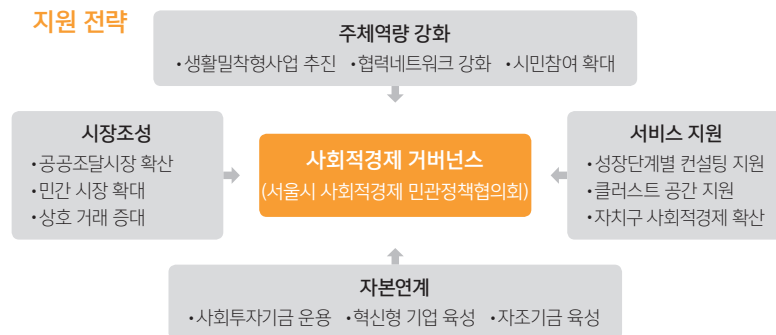 지원 전략
주체역량 강화
•생활밀착형사업 추진 •협력네트워크 강화 •시민참여 확대
시장조성
•공공조달시장 확산
•민간 시장 확대
•상호 거래 증대
사회적경제 거버넌스
(서울시 사회적경제 민관정책협의회)
서비스 지원
•성장단계별 컨설팅 지원
•클러스트 공간 지원
•자치구 사회적경제 확산
자본연계
•사회투자기금 운용 •혁신형 기업 육성 •자조기금 육성